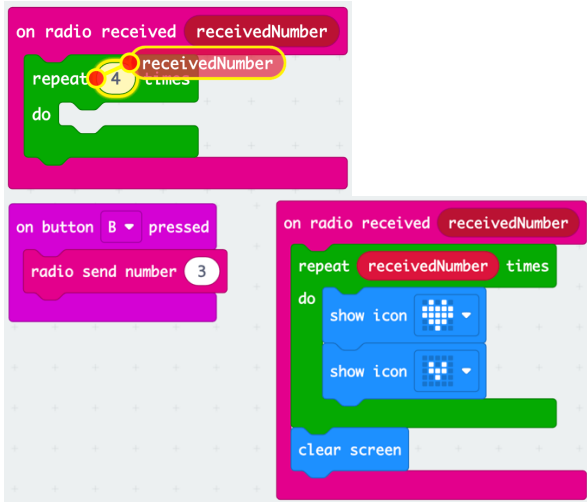 on radio received receivedNumber
receivedNumber
repeat 4 times
do
on button B pressed
radio send number 3
on radio received receivedNumber
repeat receivedNumber times
do
show icon
show icon
clear screen